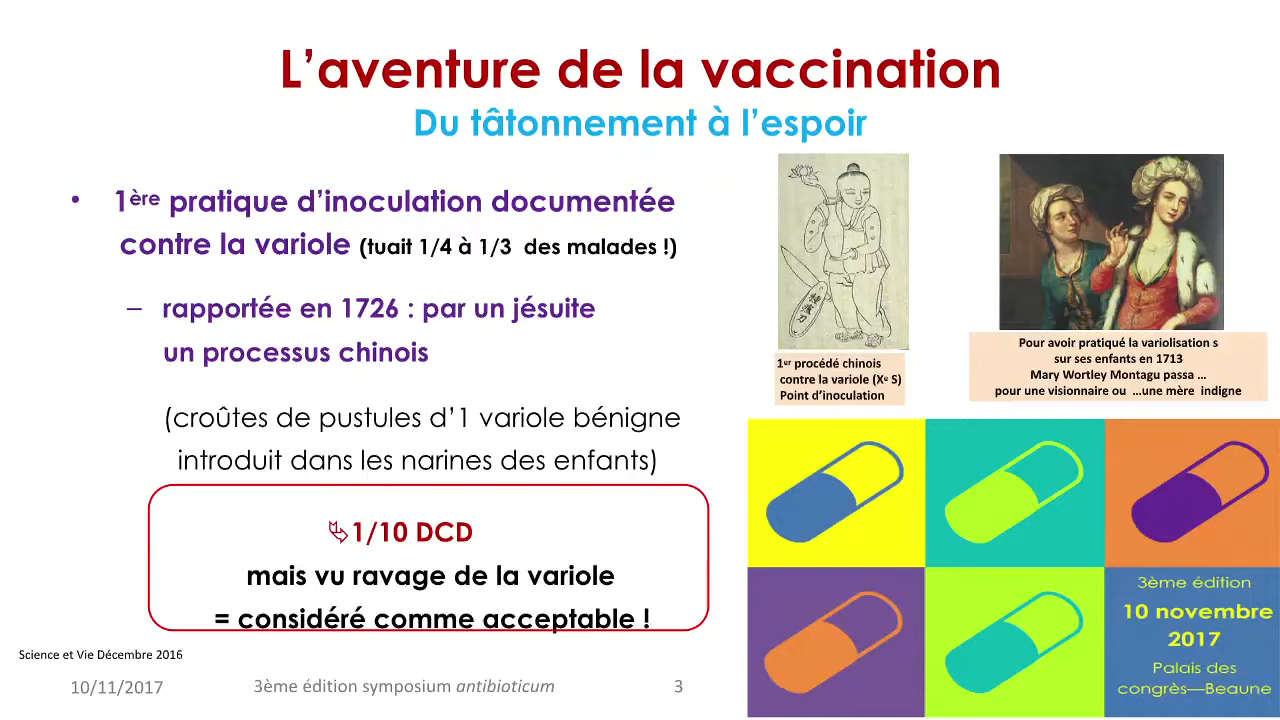 L’aventure de la vaccination
Du tâtonnement à l’espoir
• 1ère pratique d’inoculation documentée
contre la variole (tuait 1/4 à 1/3 des malades !)
– rapportée en 1726 : par un jésuite
un processus chinois
(croûtes de pustules d’1 variole bénigne
introduit dans les narines des enfants)
1/10 DCD
mais vu ravage de la variole
= considéré comme acceptable !
Science et Vie Décembre 2016
10/11/2017
3ème édition symposium antibioticum
3
1er procédé chinois
contre la variole (Xe S)
Point d’inoculation
Pour avoir pratiqué la variolisation s
sur ses enfants en 1713
Mary Wortley Montagu passa …
pour une visionnaire ou …une mère indigne
3ème édition
10 novembre
2017
Palais des
congrès—Beaune